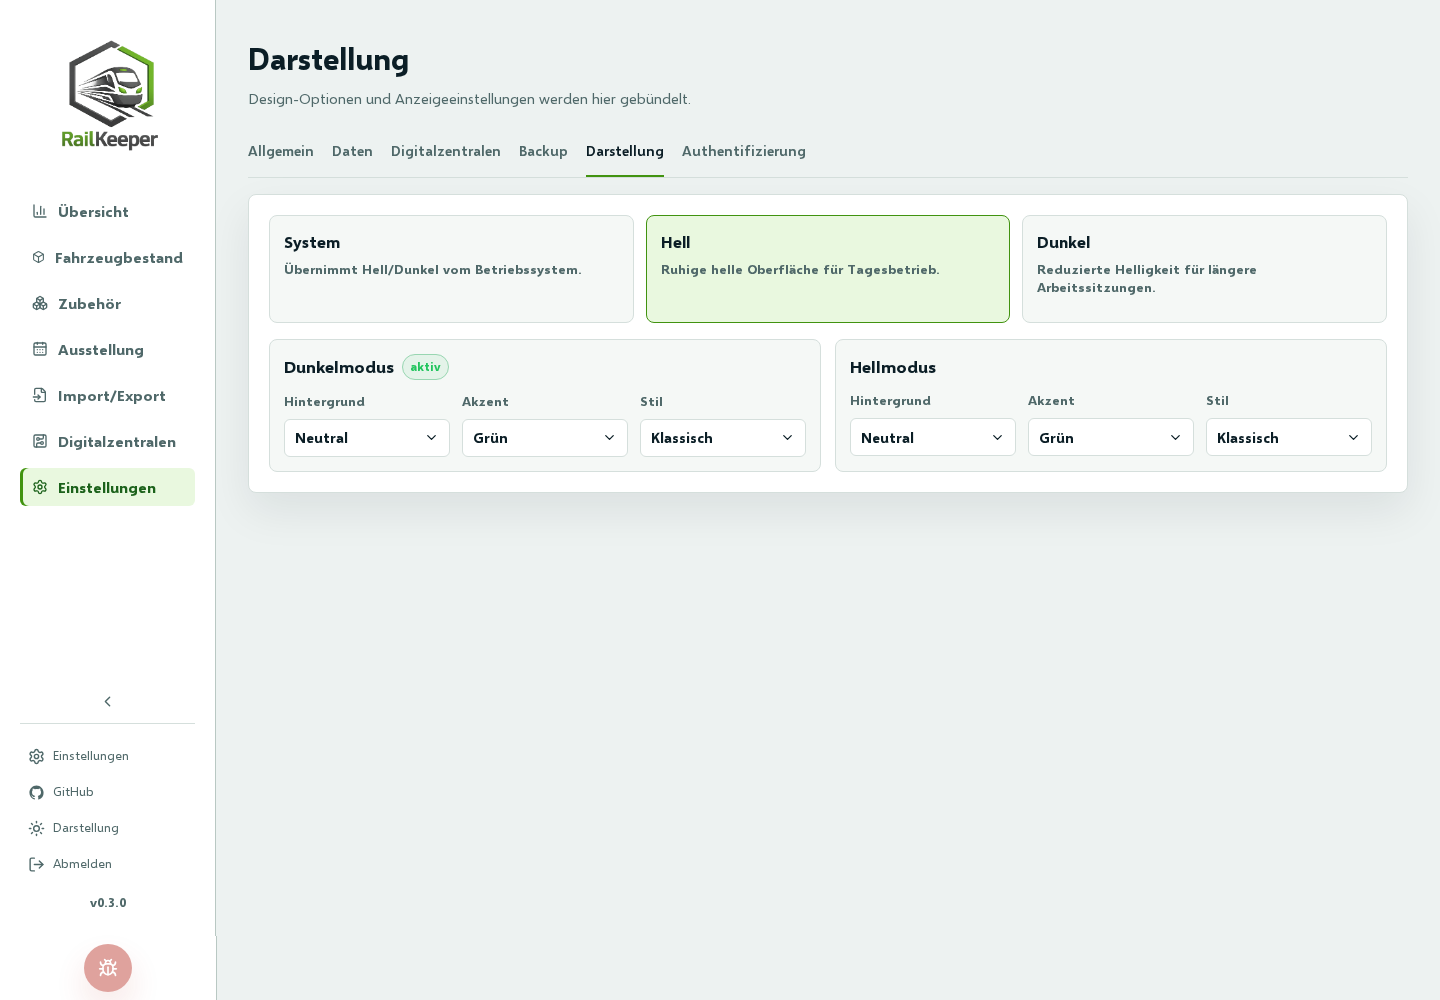 RailKeeper
Übersicht
Fahrzeugbestand
Zubehör
Ausstellung
Import/Export
Digitalzentralen
Einstellungen
Einstellungen
GitHub
Darstellung
Abmelden
v0.3.0
Darstellung
Design-Optionen und Anzeigeeinstellungen werden hier gebündelt.
Allgemein Daten Digitalzentralen Backup Darstellung Authentifizierung
System
Übernimmt Hell/Dunkel vom Betriebssystem.
Hell
Ruhige helle Oberfläche für Tagesbetrieb.
Dunkel
Reduzierte Helligkeit für längere
Arbeitssitzungen.
Dunkelmodus aktiv
Hintergrund Akzent Stil
Neutral Grün Klassisch
Hellmodus
Hintergrund Akzent Stil
Neutral Grün Klassisch